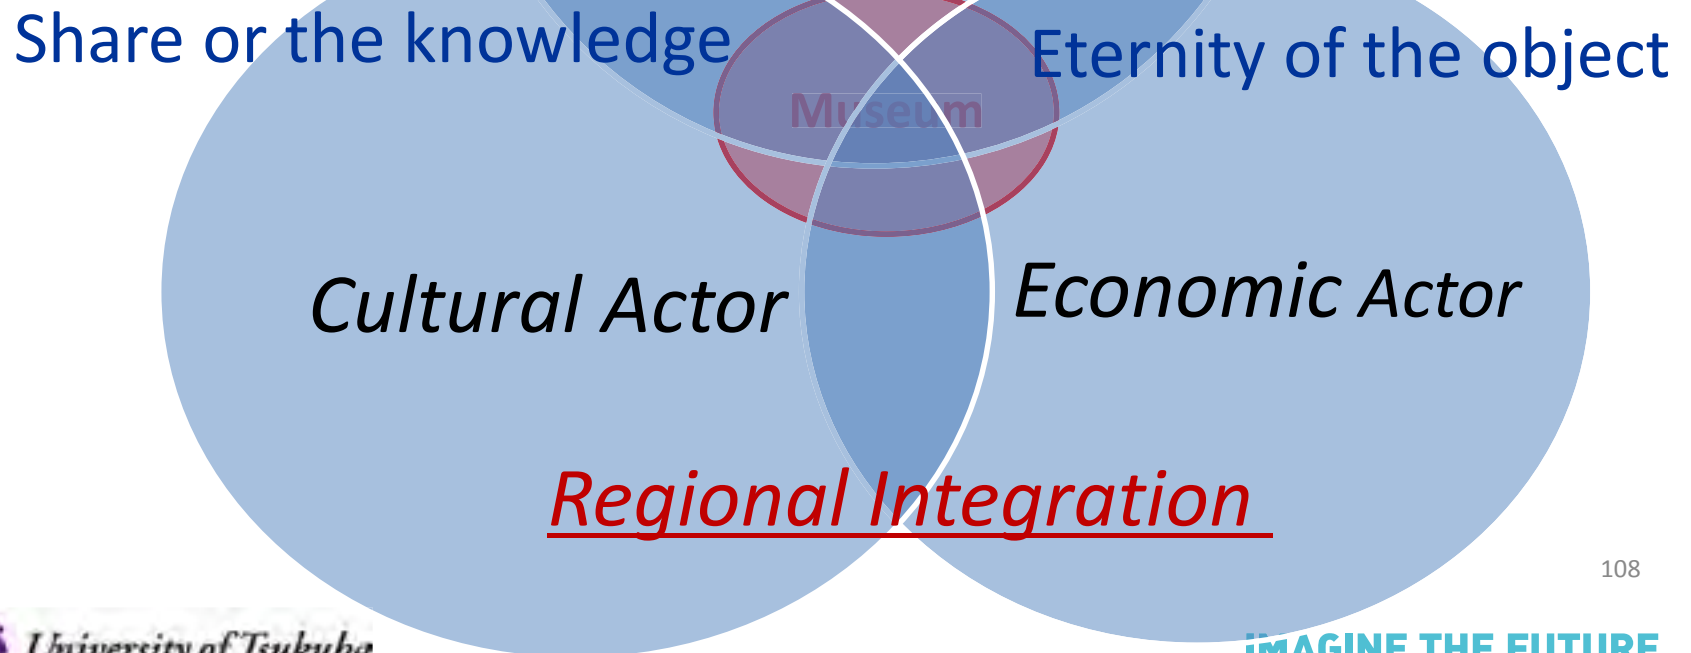 Share or the knowledge
Eternity of the object
Museum
Cultural Actor
Economic Actor
Regional Integration
108
University of Tsukuba
IMAGINE THE FUTURE